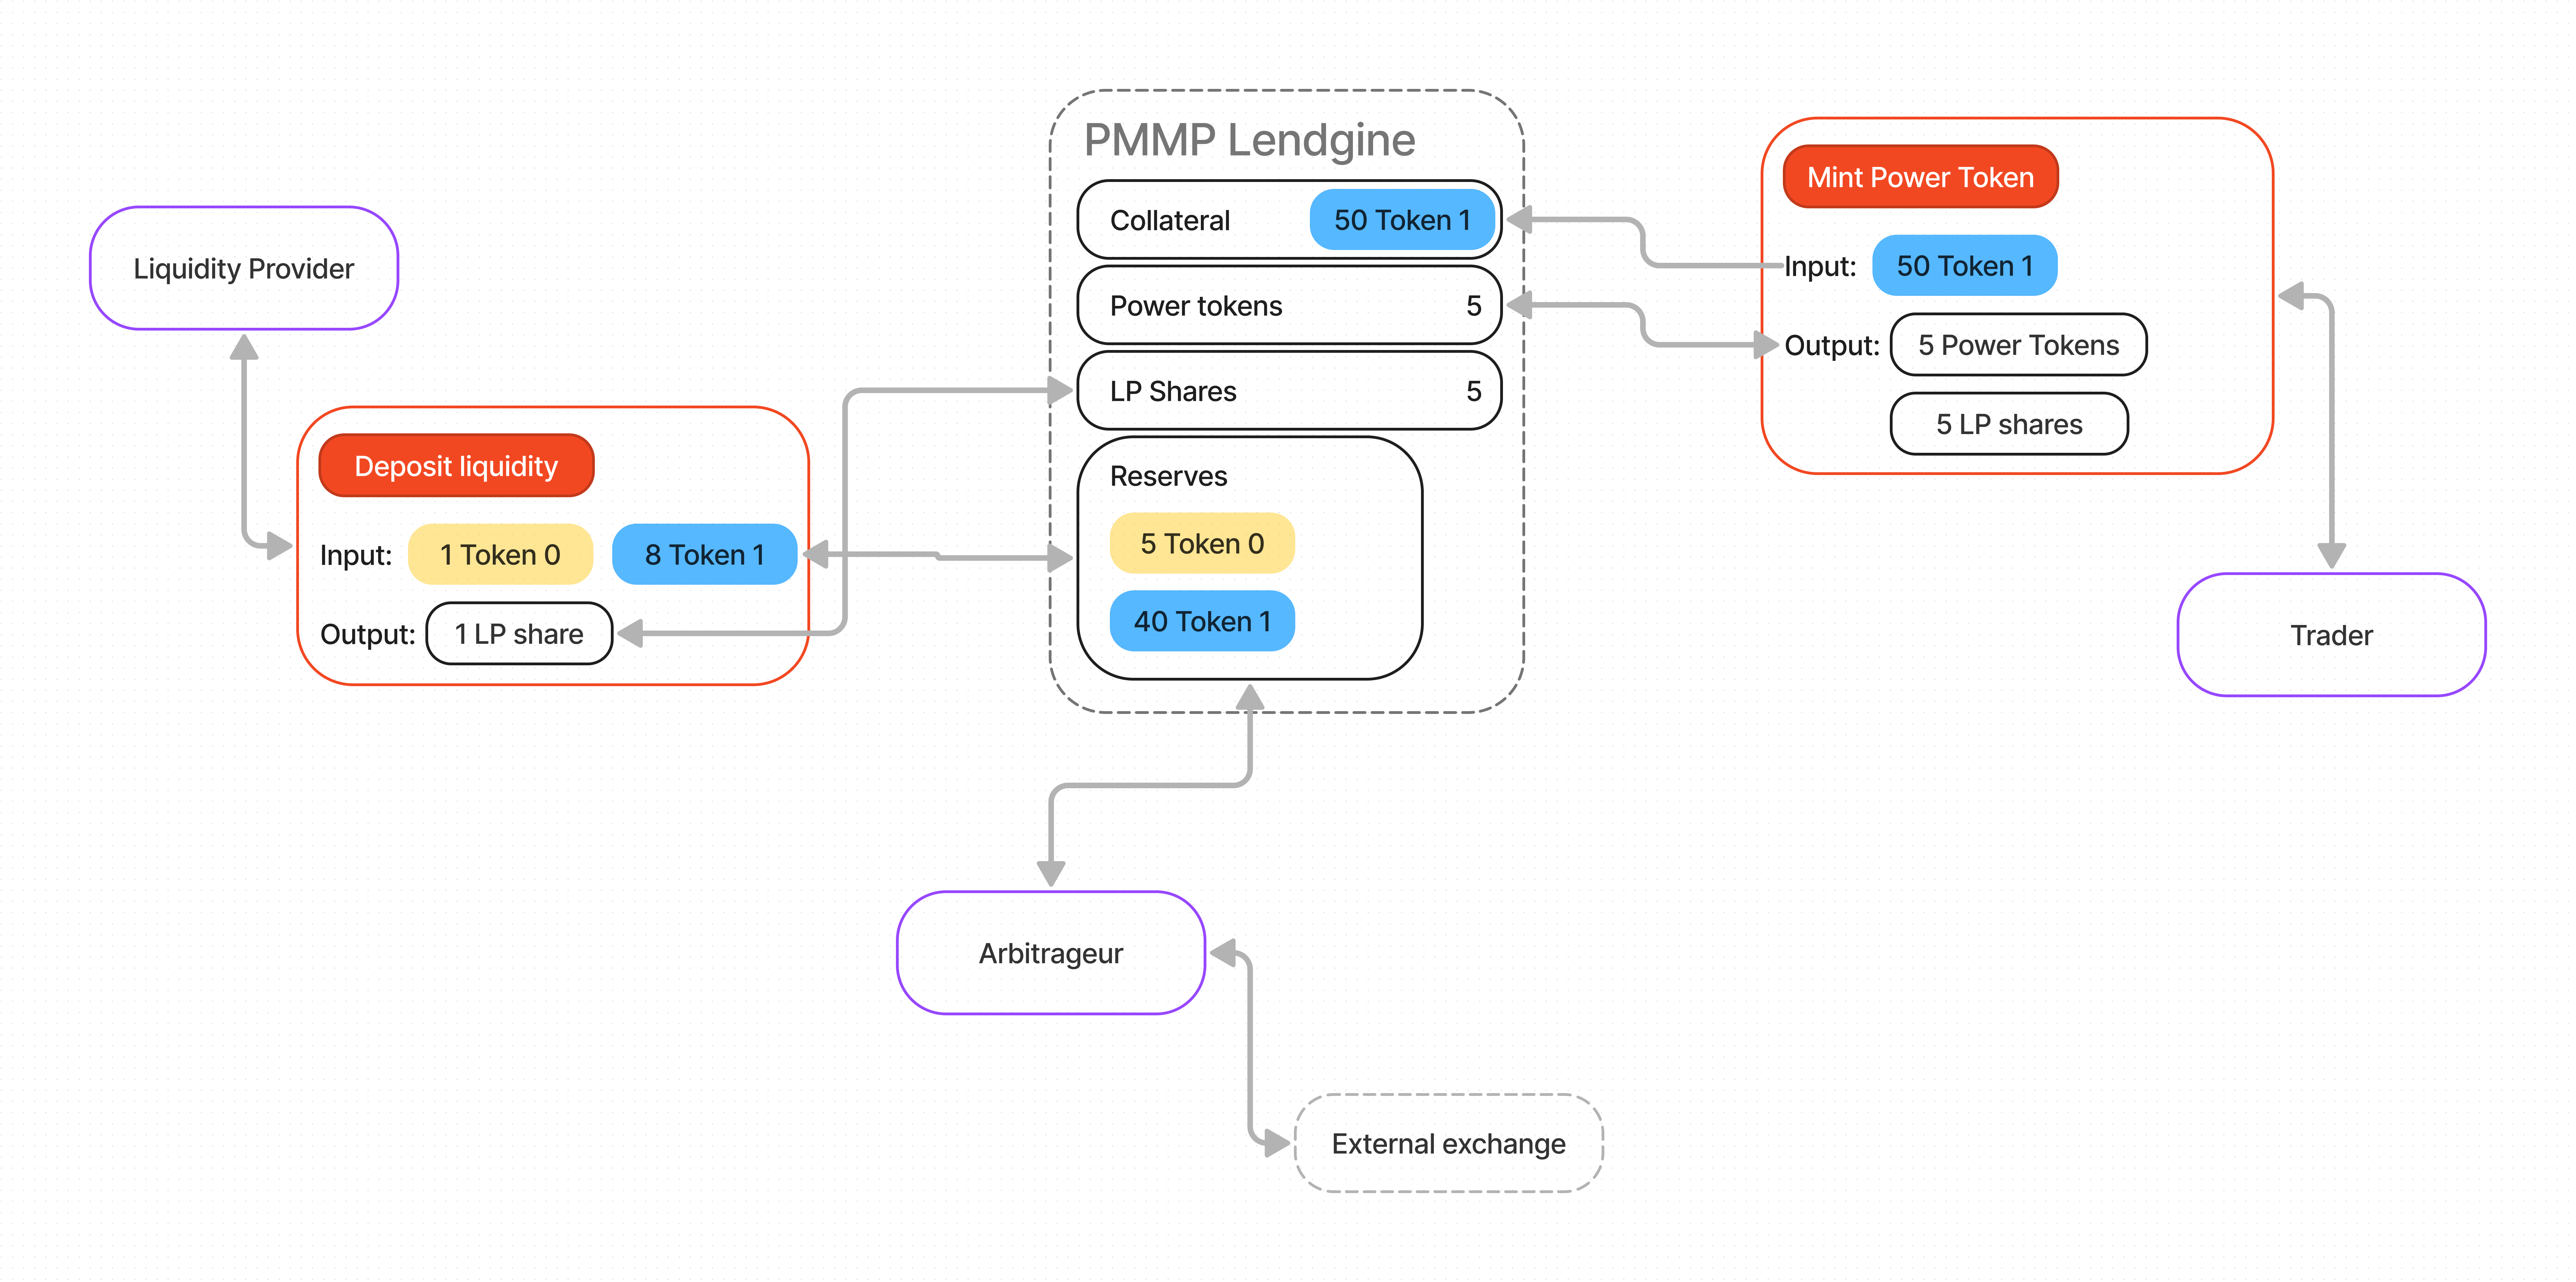 PMMP Lendgine
Collateral 50 Token 1
Power tokens 5
LP Shares 5
Reserves
5 Token 0
40 Token 1
Liquidity Provider
Deposit liquidity
Input: 1 Token 0 8 Token 1
Output: 1 LP share
Mint Power Token
Input: 50 Token 1
Output: 5 Power Tokens
5 LP shares
Trader
Arbitrageur
External exchange